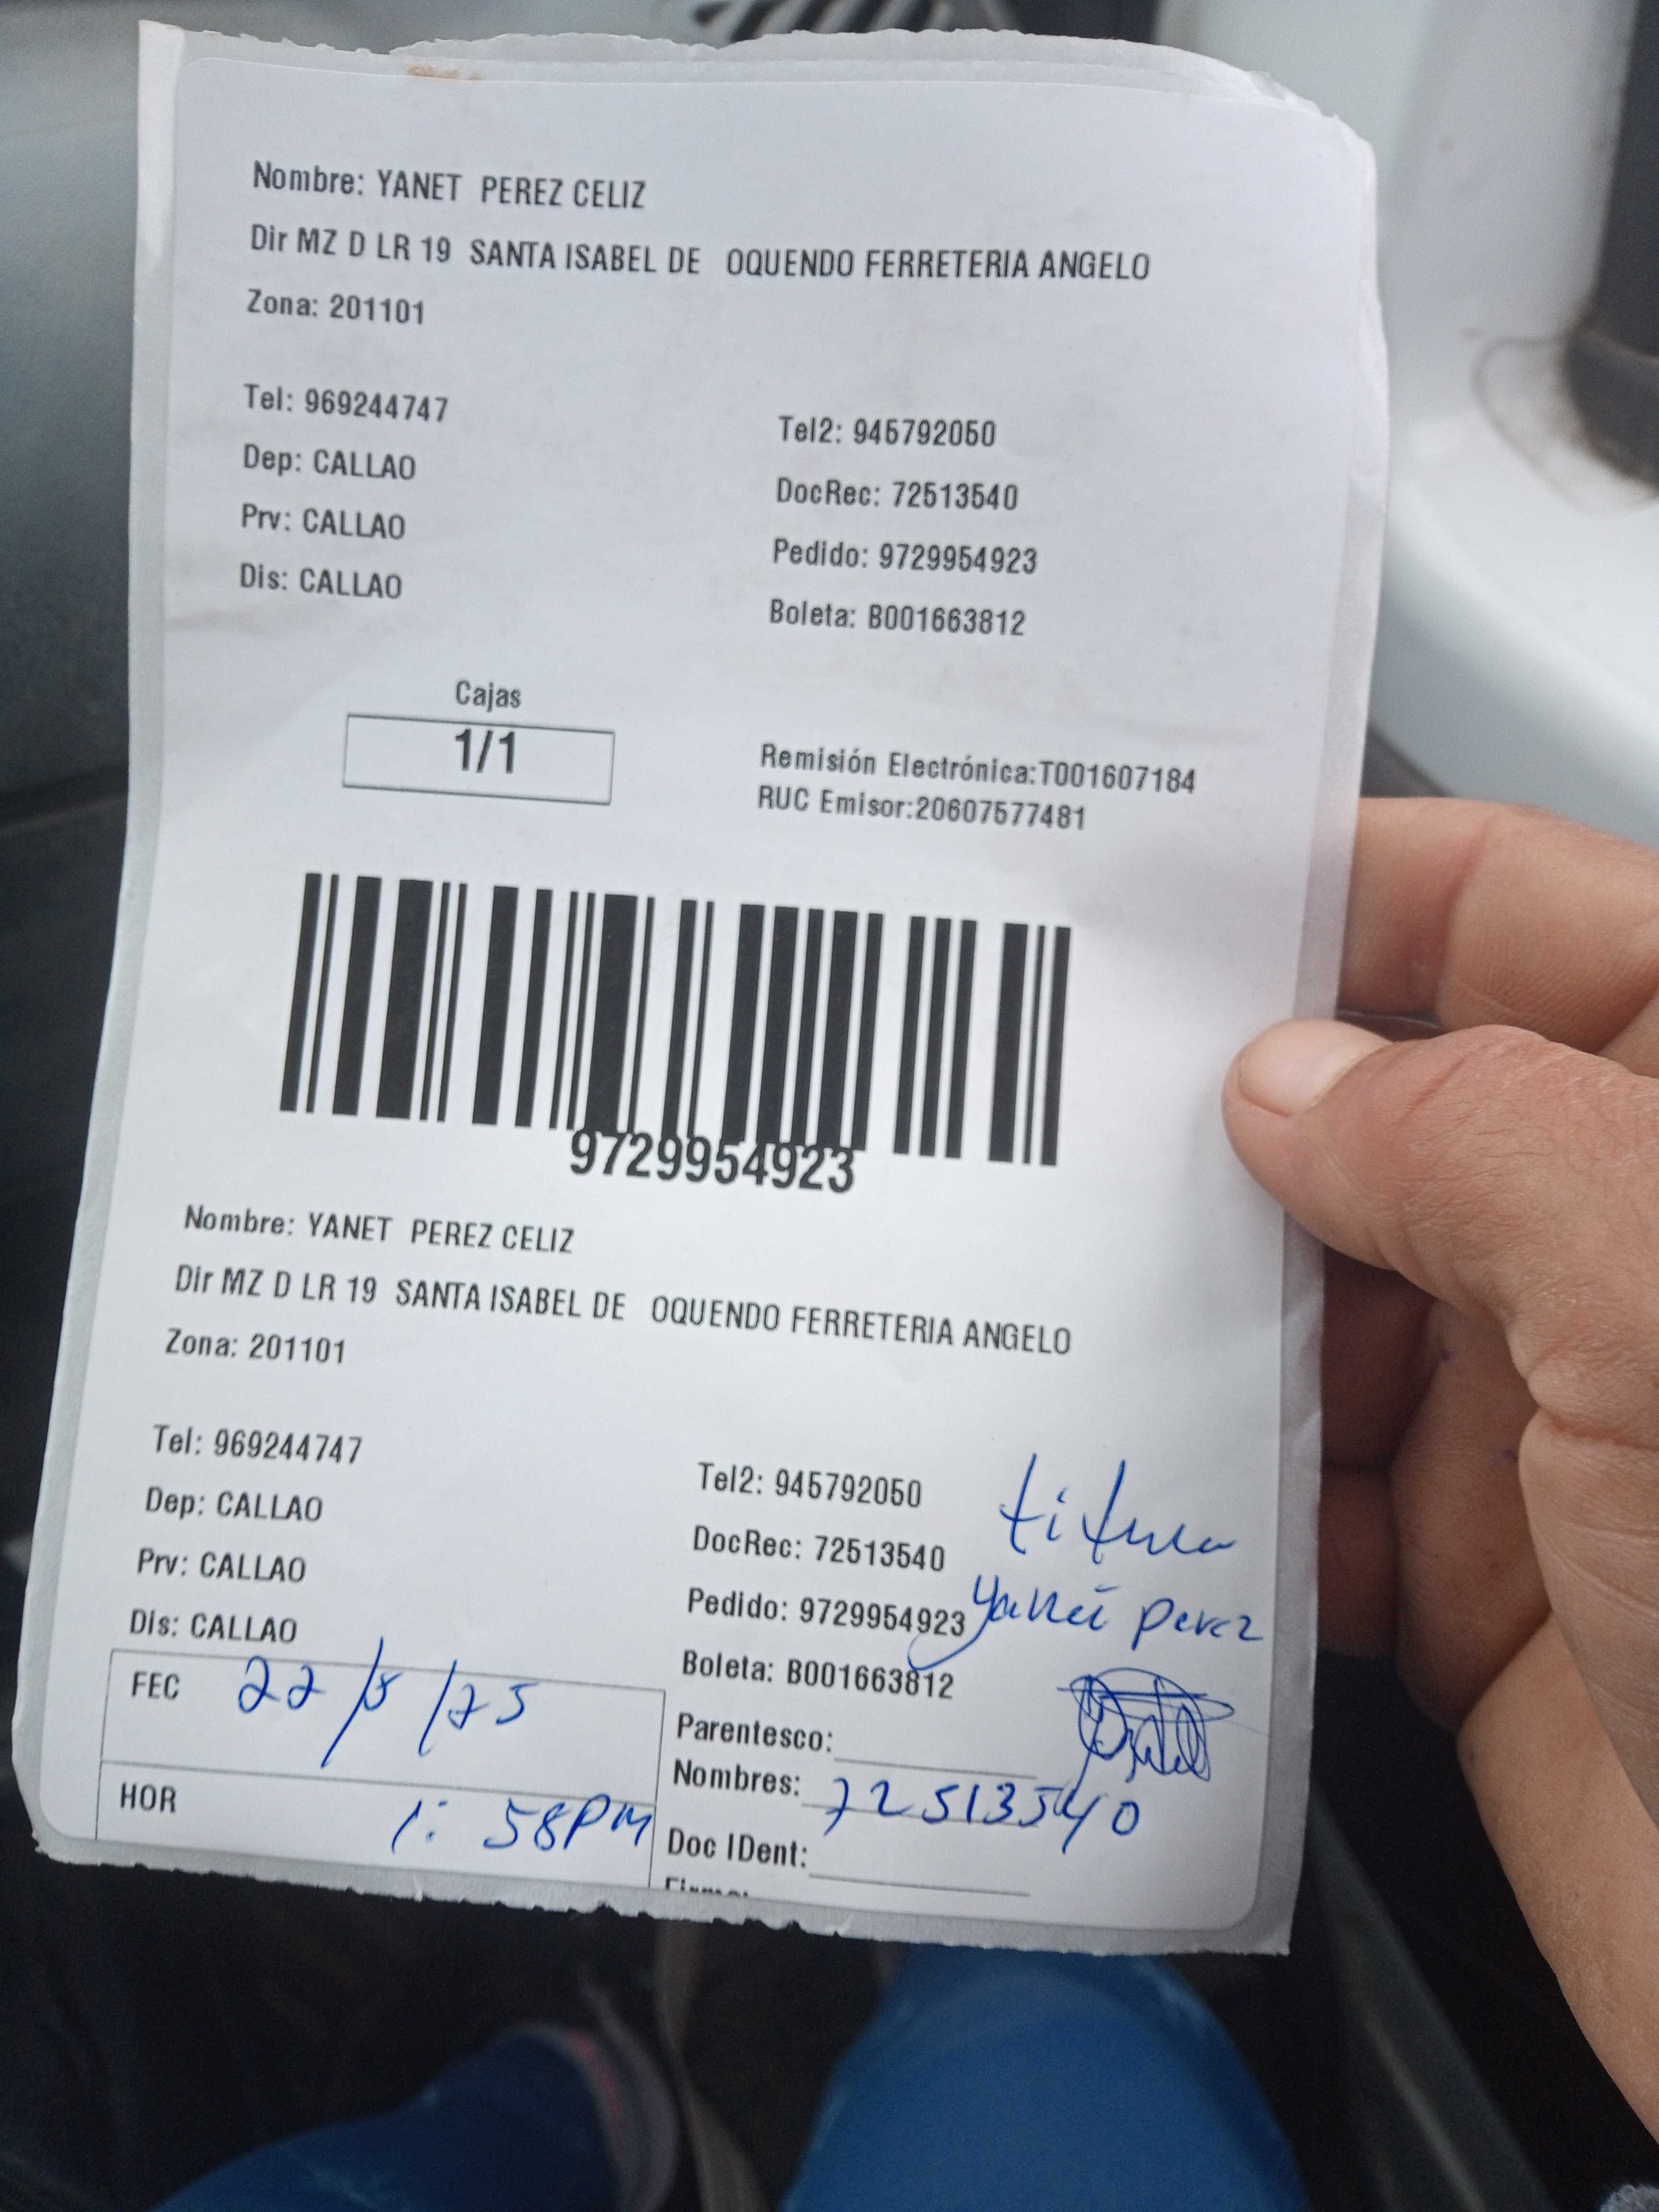 Nombre: YANET PEREZ CELIZ
Dir MZ D LR 19 SANTA ISABEL DE OQUENDO FERRETERIA ANGELO
Zona: 201101
Tel: 969244747
Dep: CALLAO
Prv: CALLAO
Dis: CALLAO
Tel2: 945792050
DocRec: 72513540
Pedido: 9729954923
Boleta: B001663812
Cajas
1/1
Remisión Electrónica:T001607184
RUC Emisor:20607577481
9729954923
Nombre: YANET PEREZ CELIZ
Dir MZ D LR 19 SANTA ISABEL DE OQUENDO FERRETERIA ANGELO
Zona: 201101
Tel: 969244747
Dep: CALLAO
Prv: CALLAO
Dis: CALLAO
Tel2: 945792050
DocRec: 72513540
Pedido: 9729954923
Boleta: B001663812
Yanet perez
FEC 22/8/25
HOR 1:58PM
Parentesco:
Nombres: 72513540
Doc IDent: